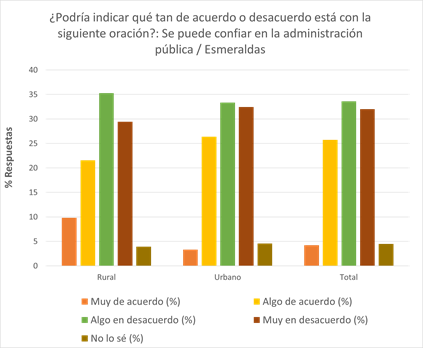 ¿Podría indicar qué tan de acuerdo o desacuerdo está con la
siguiente oración?: Se puede confiar en la administración
pública / Esmeraldas
40
35
30
25
20
15
10
5
0
% Respuestas
Rural
Urbano
Total
Muy de acuerdo (%)
Algo de acuerdo (%)
Algo en desacuerdo (%)
Muy en desacuerdo (%)
No lo sé (%)